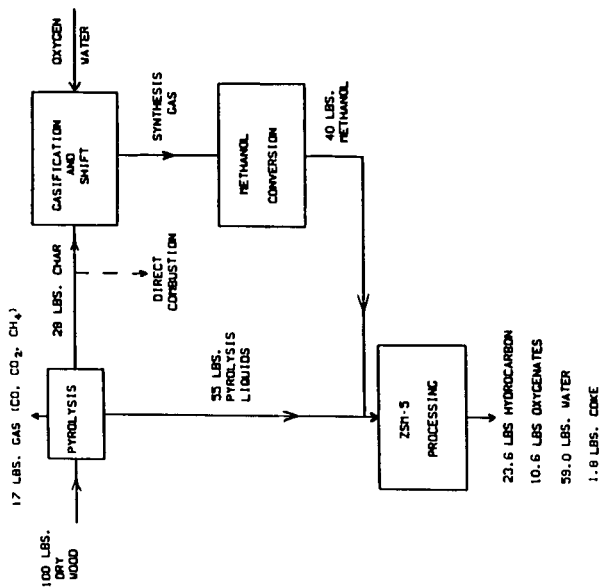 17 LBS. GAS (CO, CO₂, CH₄)
100 LBS.
DRY
WOOD
PYROLYSIS
28 LBS. CHAR
DIRECT
COMBUSTION
GASIFICATION
AND
SHIFT
OXYGEN
WATER
SYNTHESIS
GAS
METHANOL
CONVERSION
40 LBS.
METHANOL
55 LBS.
PYROLYSIS
LIQUIDS
ZSM-5
PROCESSING
23.6 LBS HYDROCARBON
10.6 LBS OXYGENATES
59.0 LBS. WATER
1.8 LBS. COKE